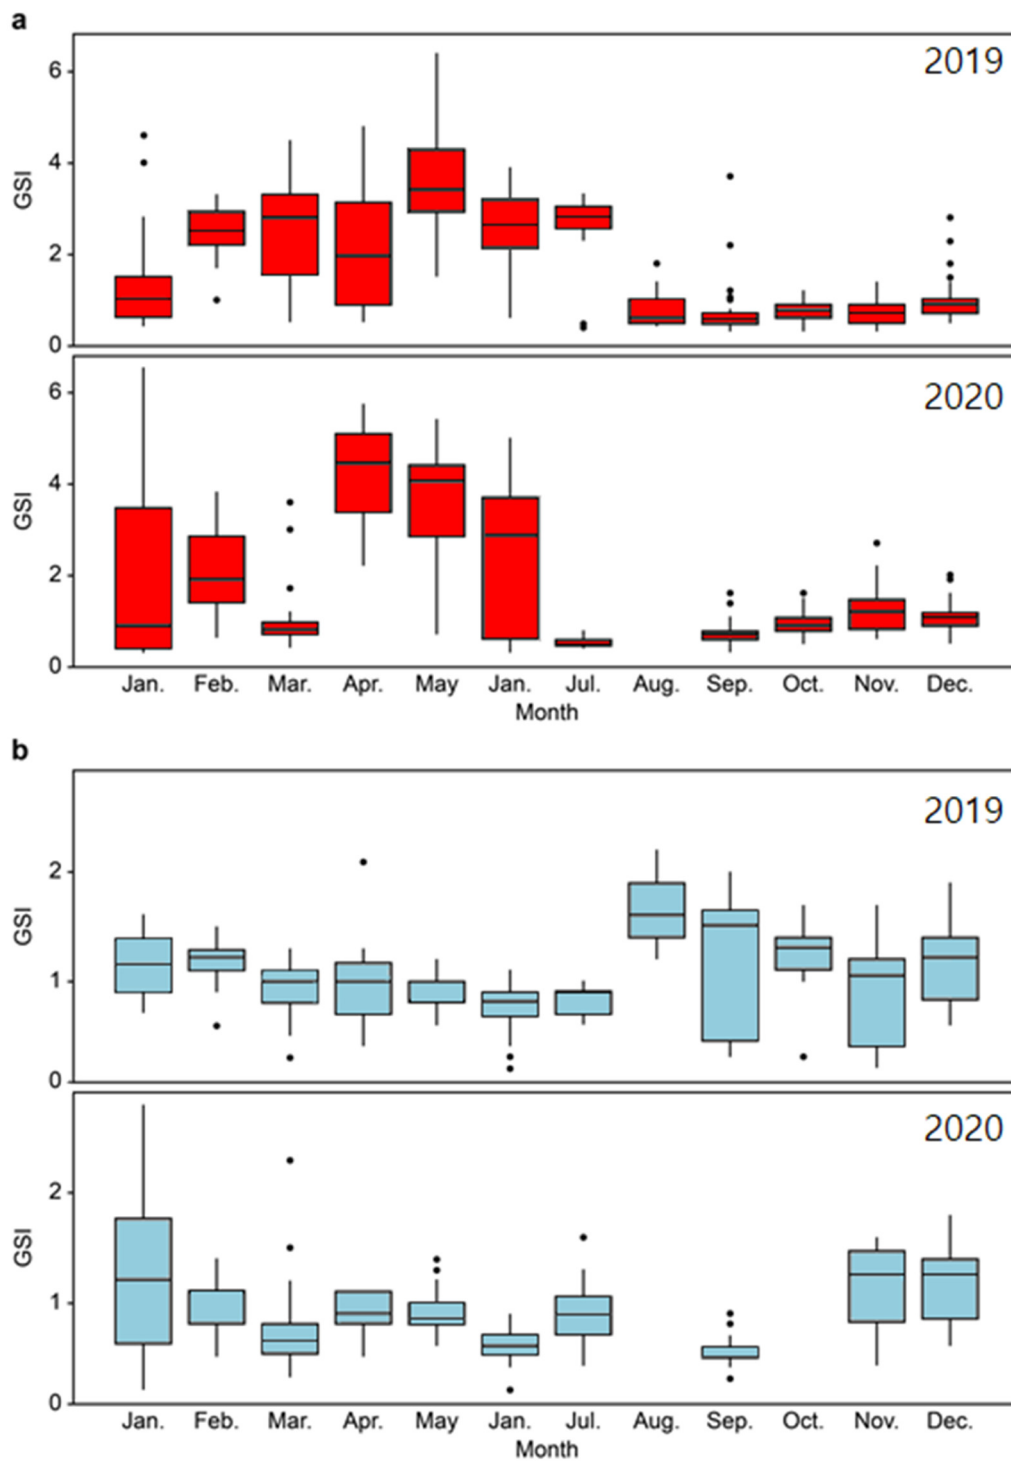 a
2019
6
4
2
0
GSI
2020
6
4
2
0
GSI
Jan. Feb. Mar. Apr. May Jan. Jul. Aug. Sep. Oct. Nov. Dec.
Month
b
2019
2
1
0
GSI
2020
2
1
0
GSI
Jan. Feb. Mar. Apr. May Jan. Jul. Aug. Sep. Oct. Nov. Dec.
Month